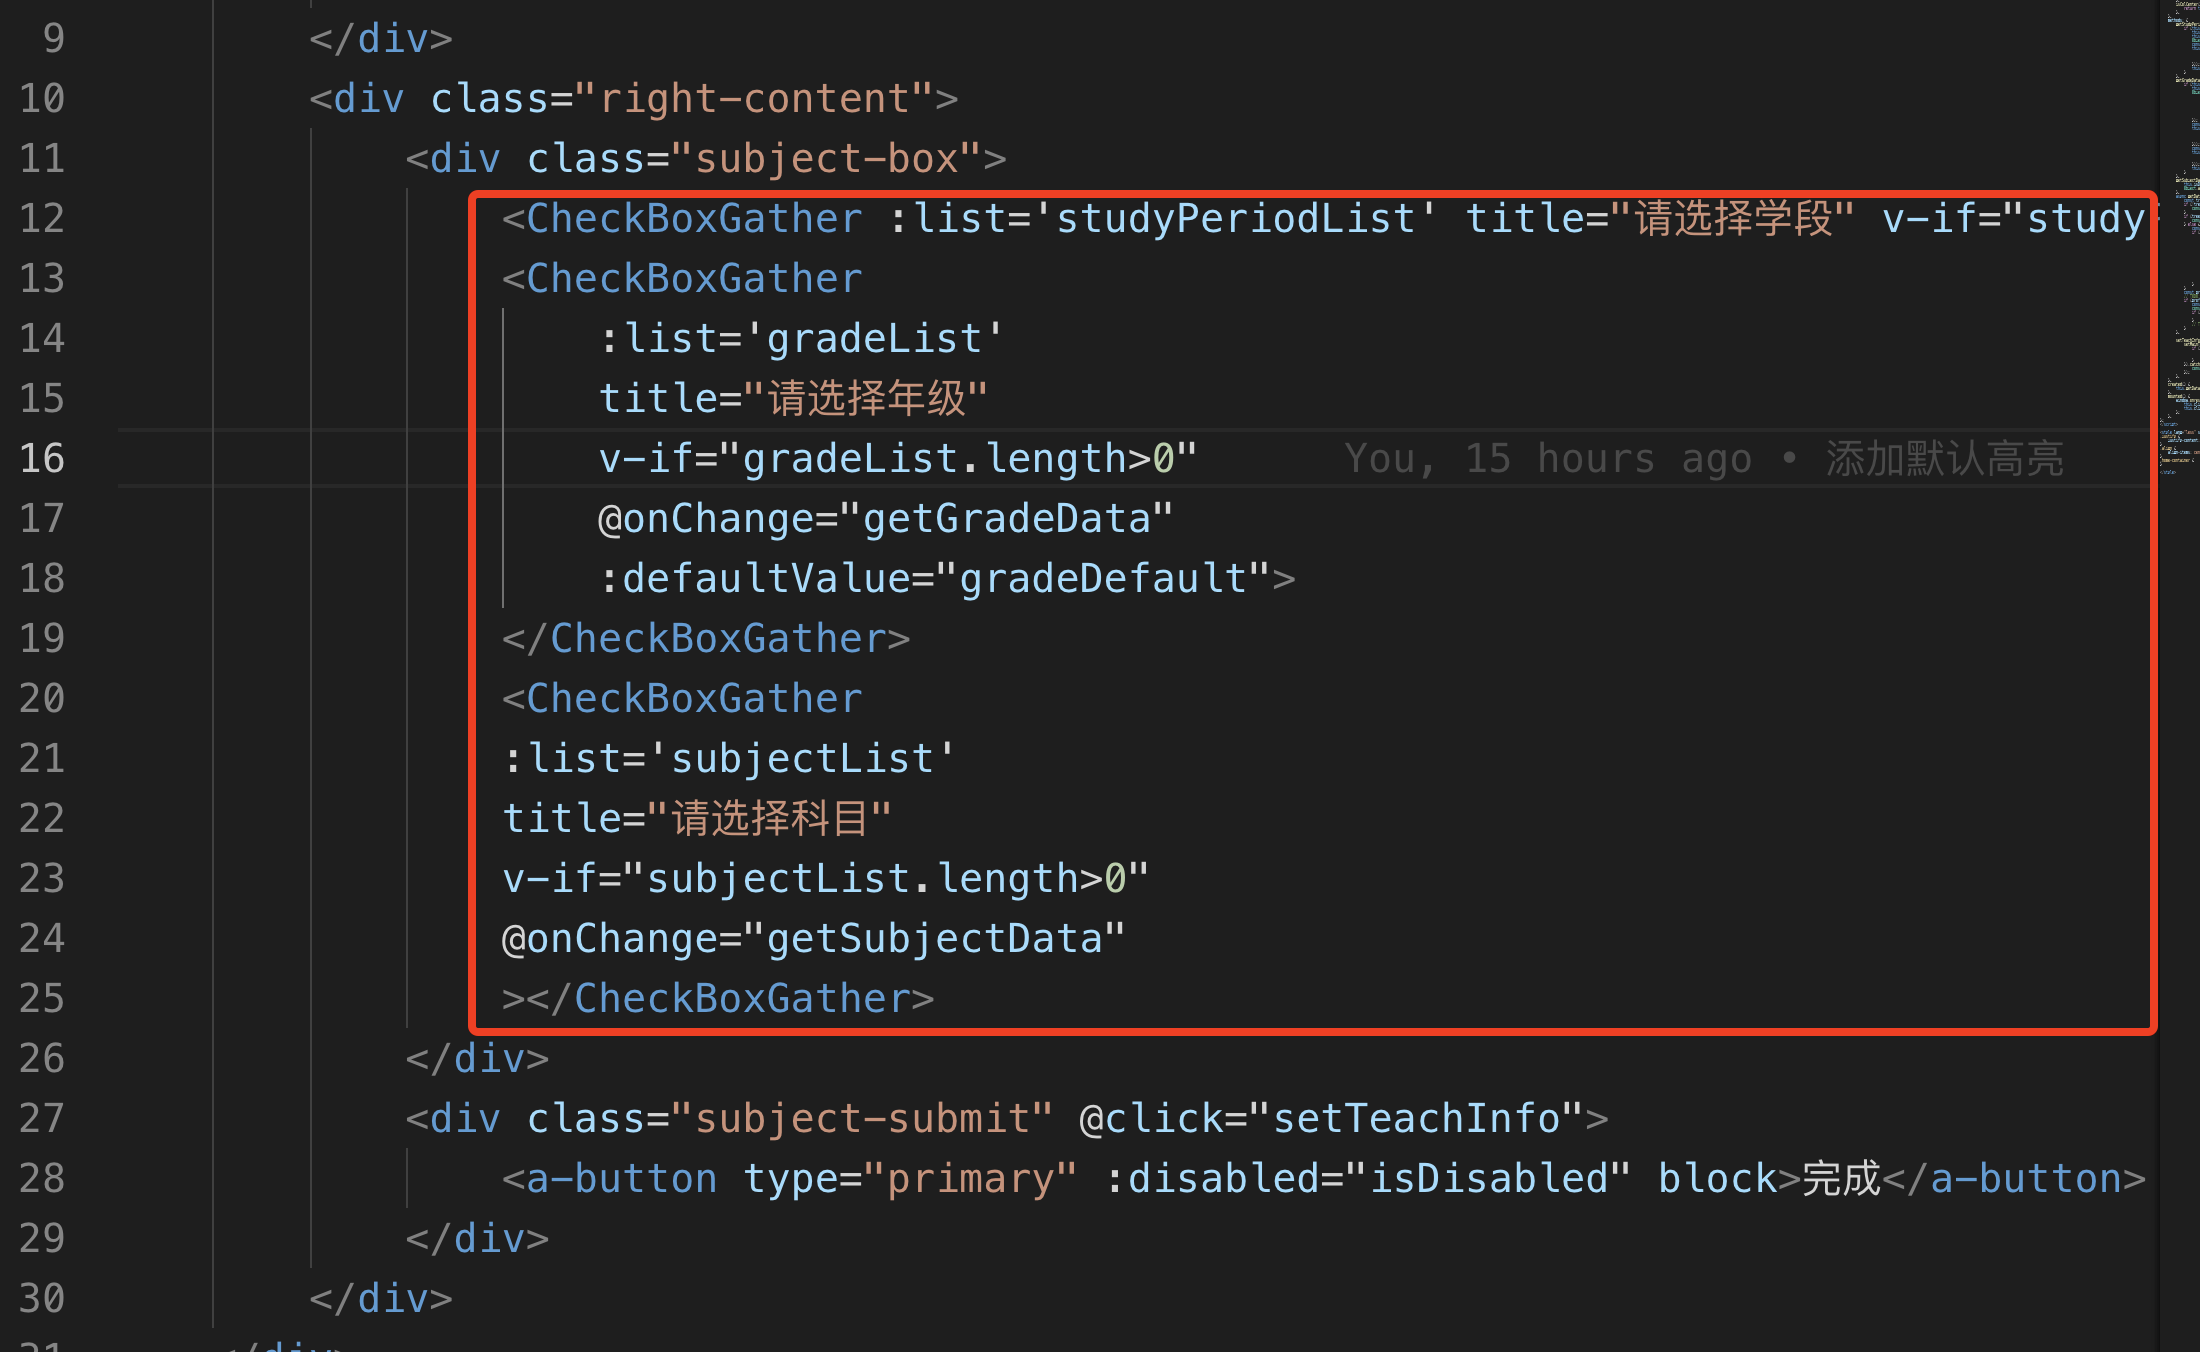 9 </div>
10 <div class="right-content">
11 <div class="subject-box">
12 <CheckBoxGather :list='studyPeriodList' title="请选择学段" v-if="study
13 <CheckBoxGather
14 :list='gradeList'
15 title="请选择年级"
16 v-if="gradeList.length>0" You, 15 hours ago • 添加默认高亮
17 @onChange="getGradeData"
18 :defaultValue="gradeDefault">
19 </CheckBoxGather>
20 <CheckBoxGather
21 :list='subjectList'
22 title="请选择科目"
23 v-if="subjectList.length>0"
24 @onChange="getSubjectData"
25 ></CheckBoxGather>
26 </div>
27 <div class="subject-submit" @click="setTeachInfo">
28 <a-button type="primary" :disabled="isDisabled" block>完成</a-button>
29 </div>
30 </div>
31 </div>